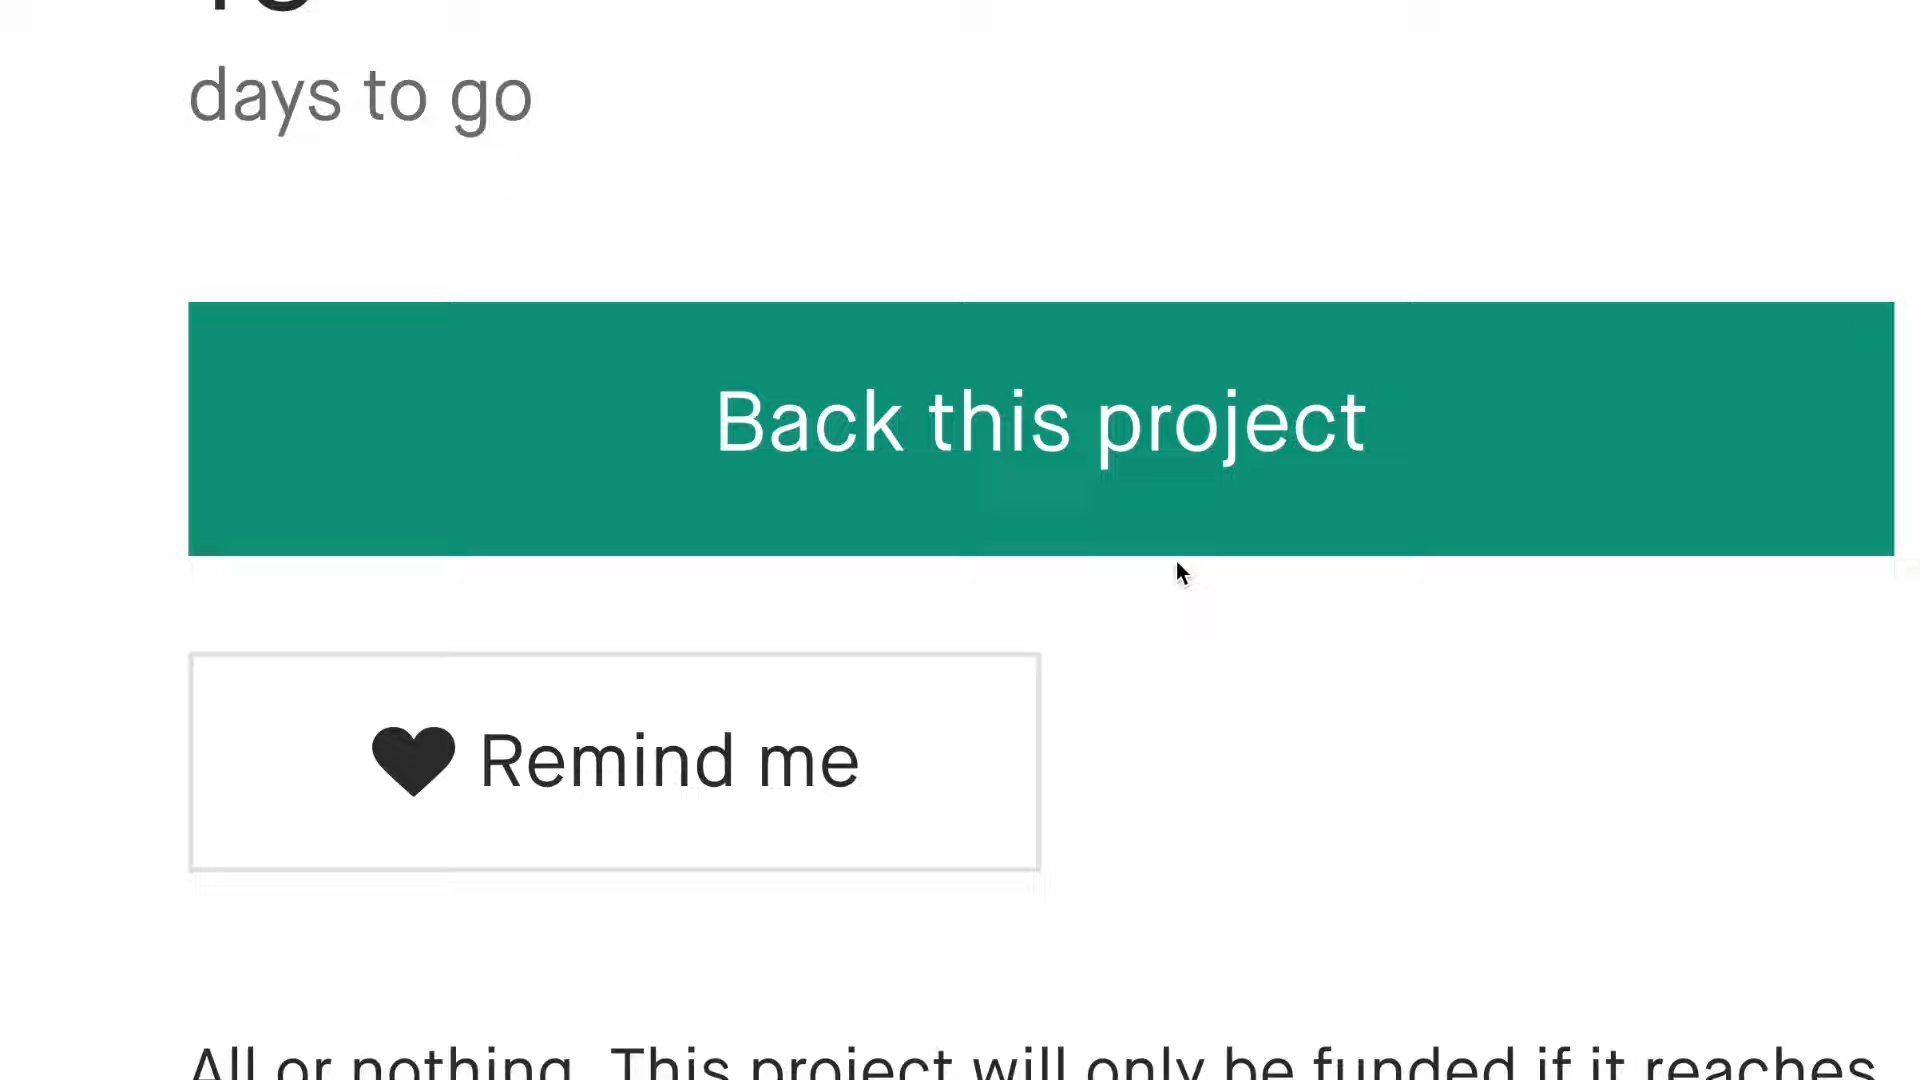 days to go
Back this project
Remind me
All or nothing. This project will only be funded if it reaches